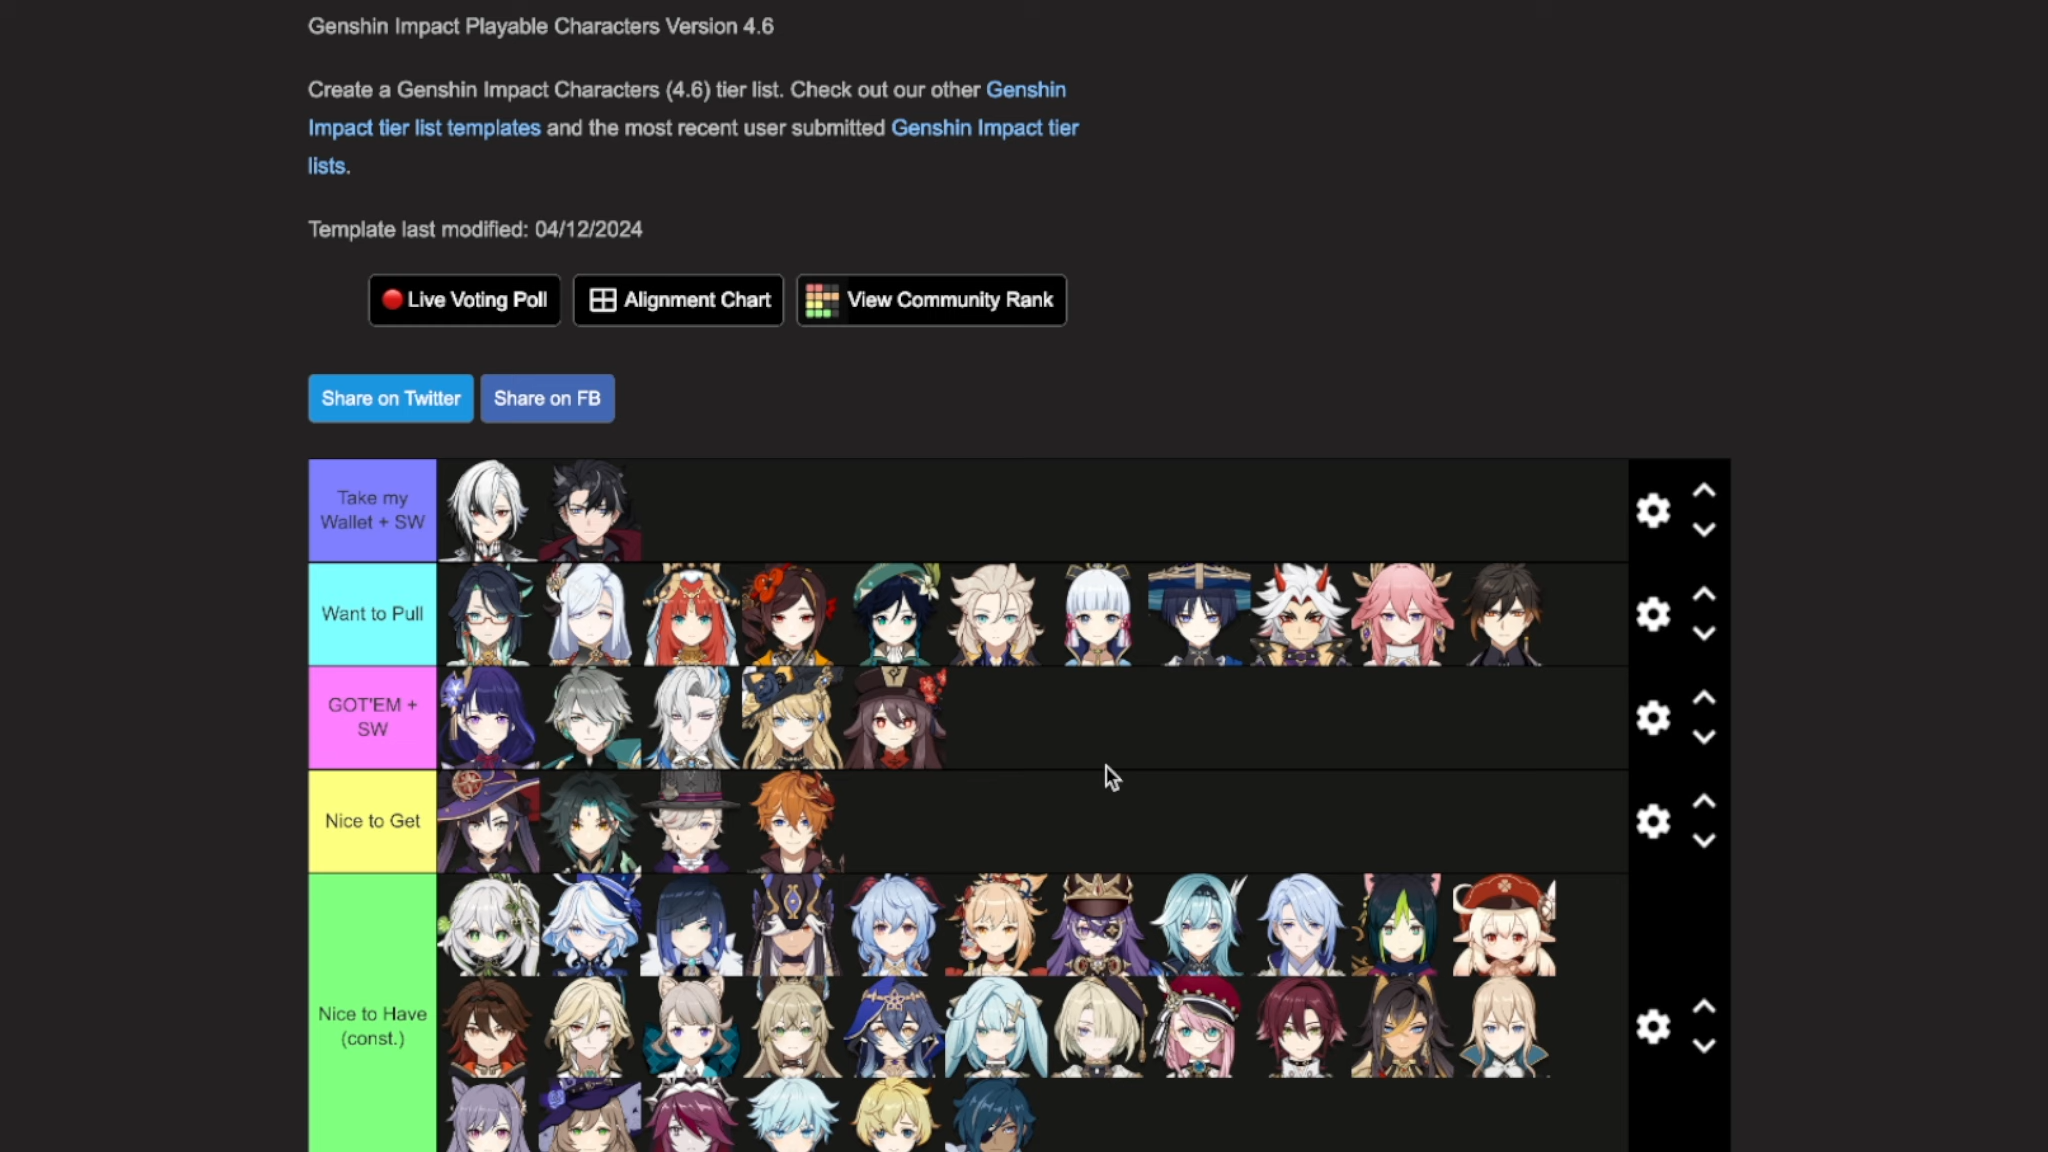 Genshin Impact Playable Characters Version 4.6
Create a Genshin Impact Characters (4.6) tier list. Check out our other Genshin
Impact tier list templates and the most recent user submitted Genshin Impact tier
lists.
Template last modified: 04/12/2024
Live Voting Poll
Alignment Chart
View Community Rank
Share on Twitter
Share on FB
Take my
Wallet + SW
Want to Pull
GOT'EM +
SW
Nice to Get
Nice to Have
(const.)